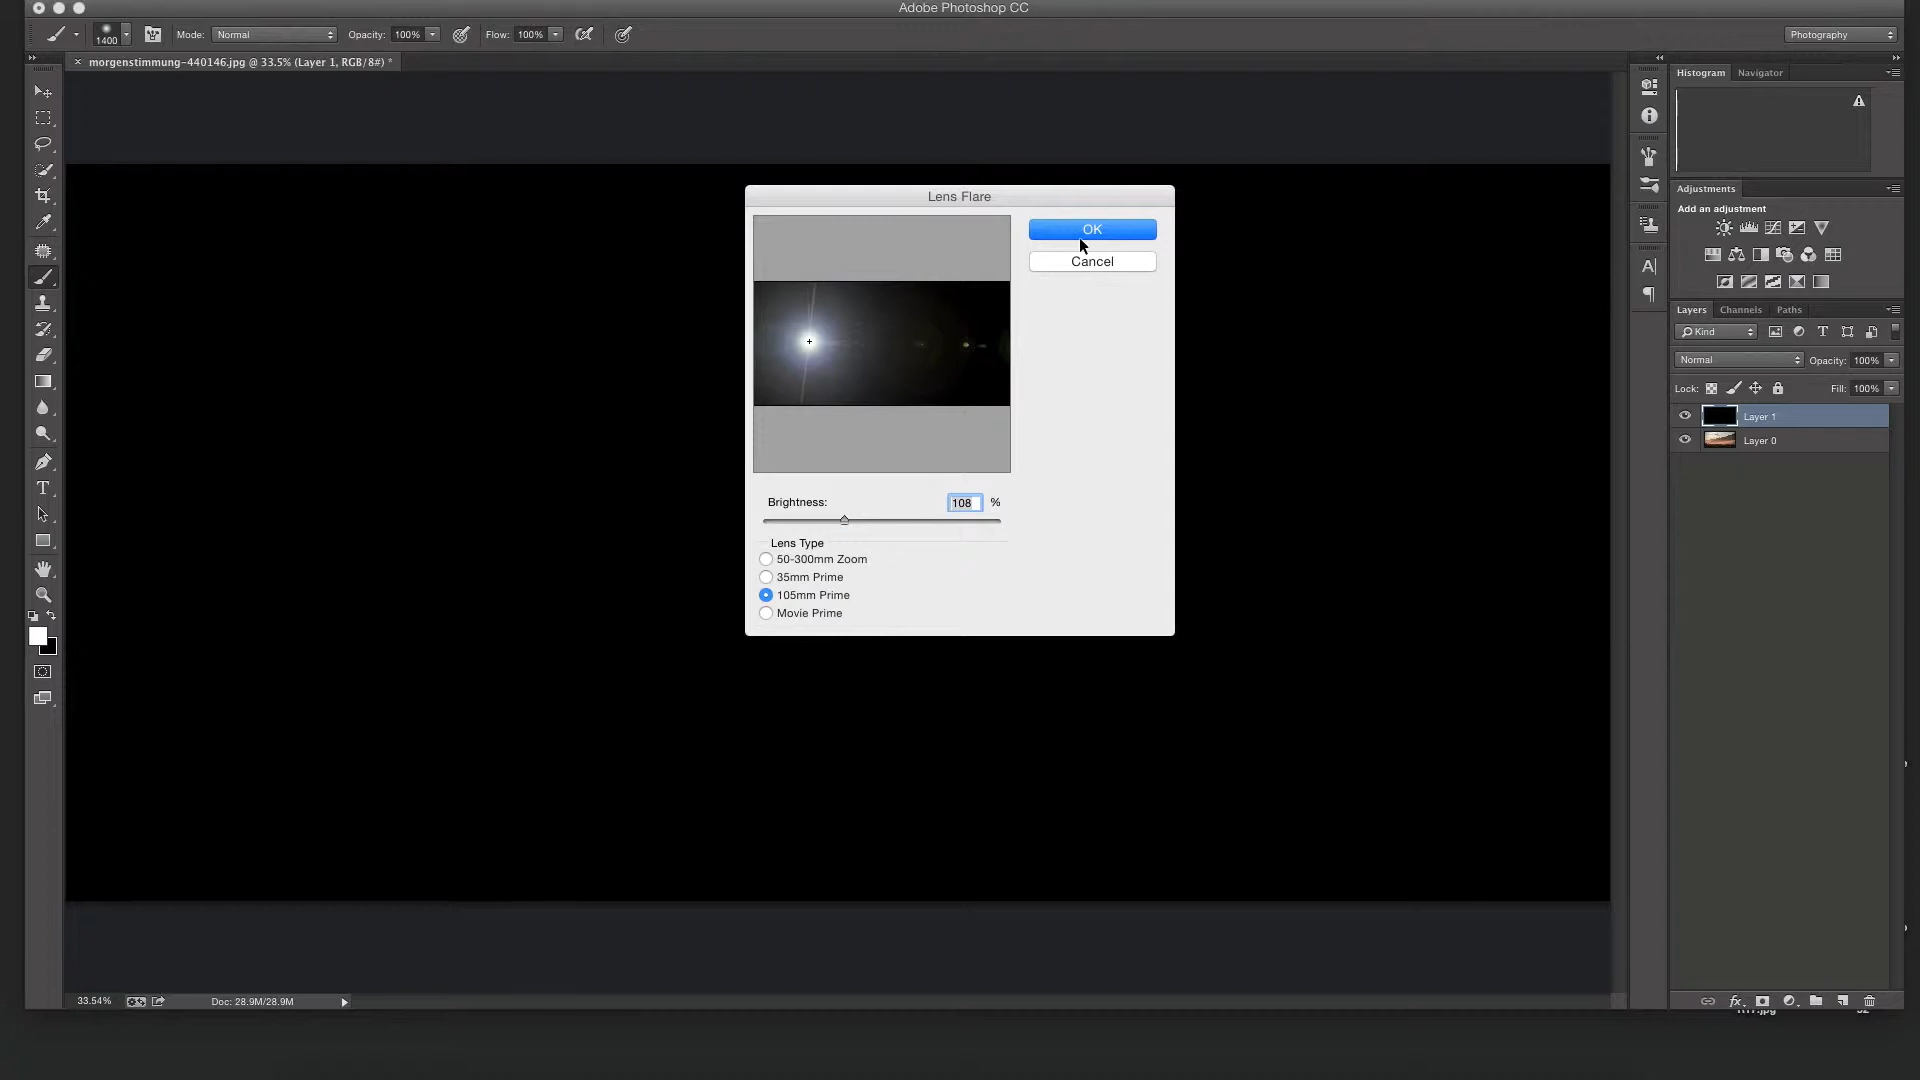 Adobe Photoshop CC
1400 Mode: Normal Opacity: 100% Flow: 100% Photography
× morgenstimmung-440146.jpg @ 33.5% (Layer 1, RGB/8#) *
Histogram Navigator
Lens Flare
OK
Cancel
Brightness: 108 %
Lens Type
50-300mm Zoom
35mm Prime
105mm Prime
Movie Prime
Adjustments
Add an adjustment
Layers Channels Paths
Kind
Normal Opacity: 100%
Lock: Fill: 100%
Layer 1
Layer 0
33.54% Doc: 28.9M/28.9M